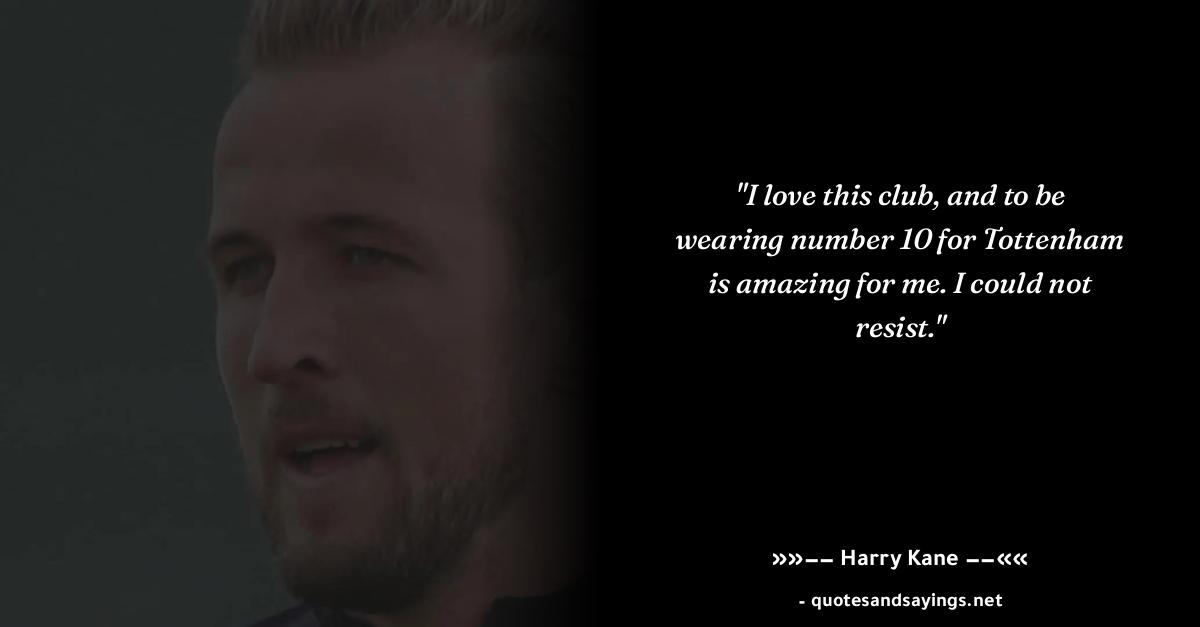 "I love this club, and to be
wearing number 10 for Tottenham
is amazing for me. I could not
resist."
»»−− Harry Kane −−««
- quotesandsayings.net